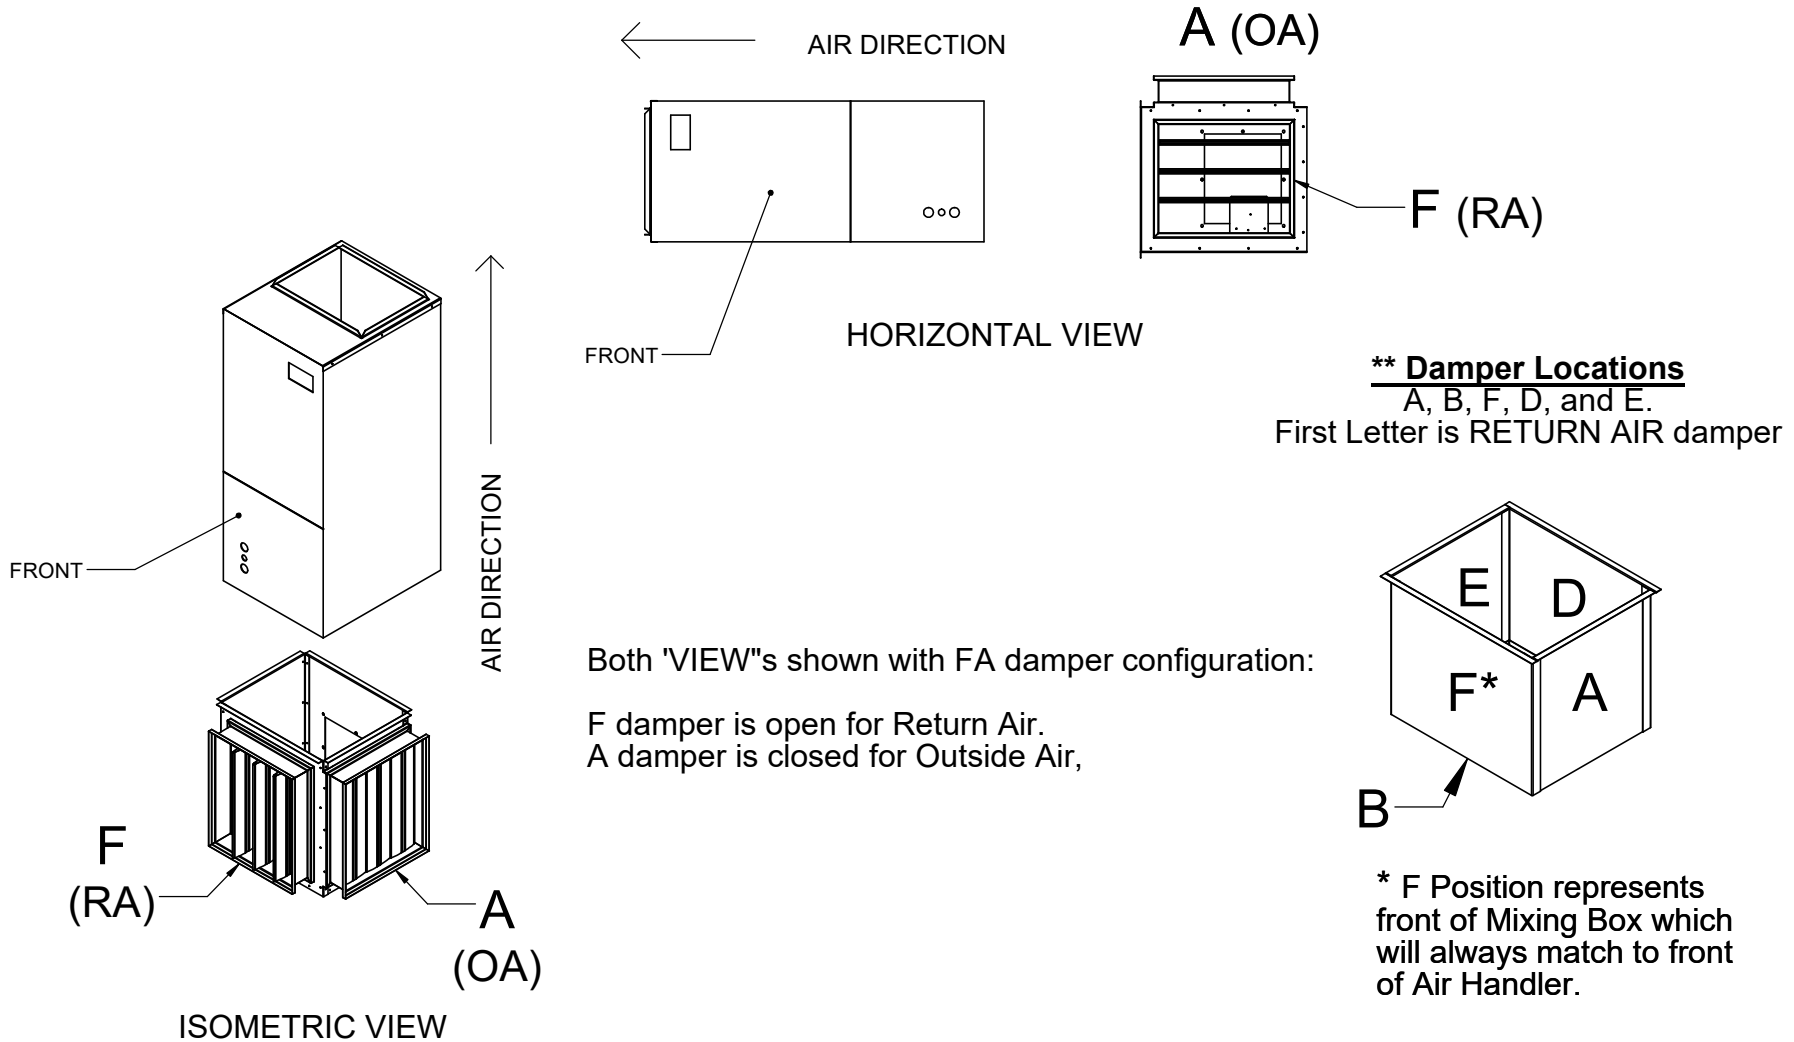 AIR DIRECTION
A (OA)
F (RA)
FRONT
HORIZONTAL VIEW
** Damper Locations
A, B, F, D, and E.
First Letter is RETURN AIR damper
FRONT
AIR DIRECTION
E
D
F*
A
B
Both 'VIEW"s shown with FA damper configuration:
F damper is open for Return Air.
A damper is closed for Outside Air,
F
(RA)
A
(OA)
ISOMETRIC VIEW
* F Position represents
front of Mixing Box which
will always match to front
of Air Handler.